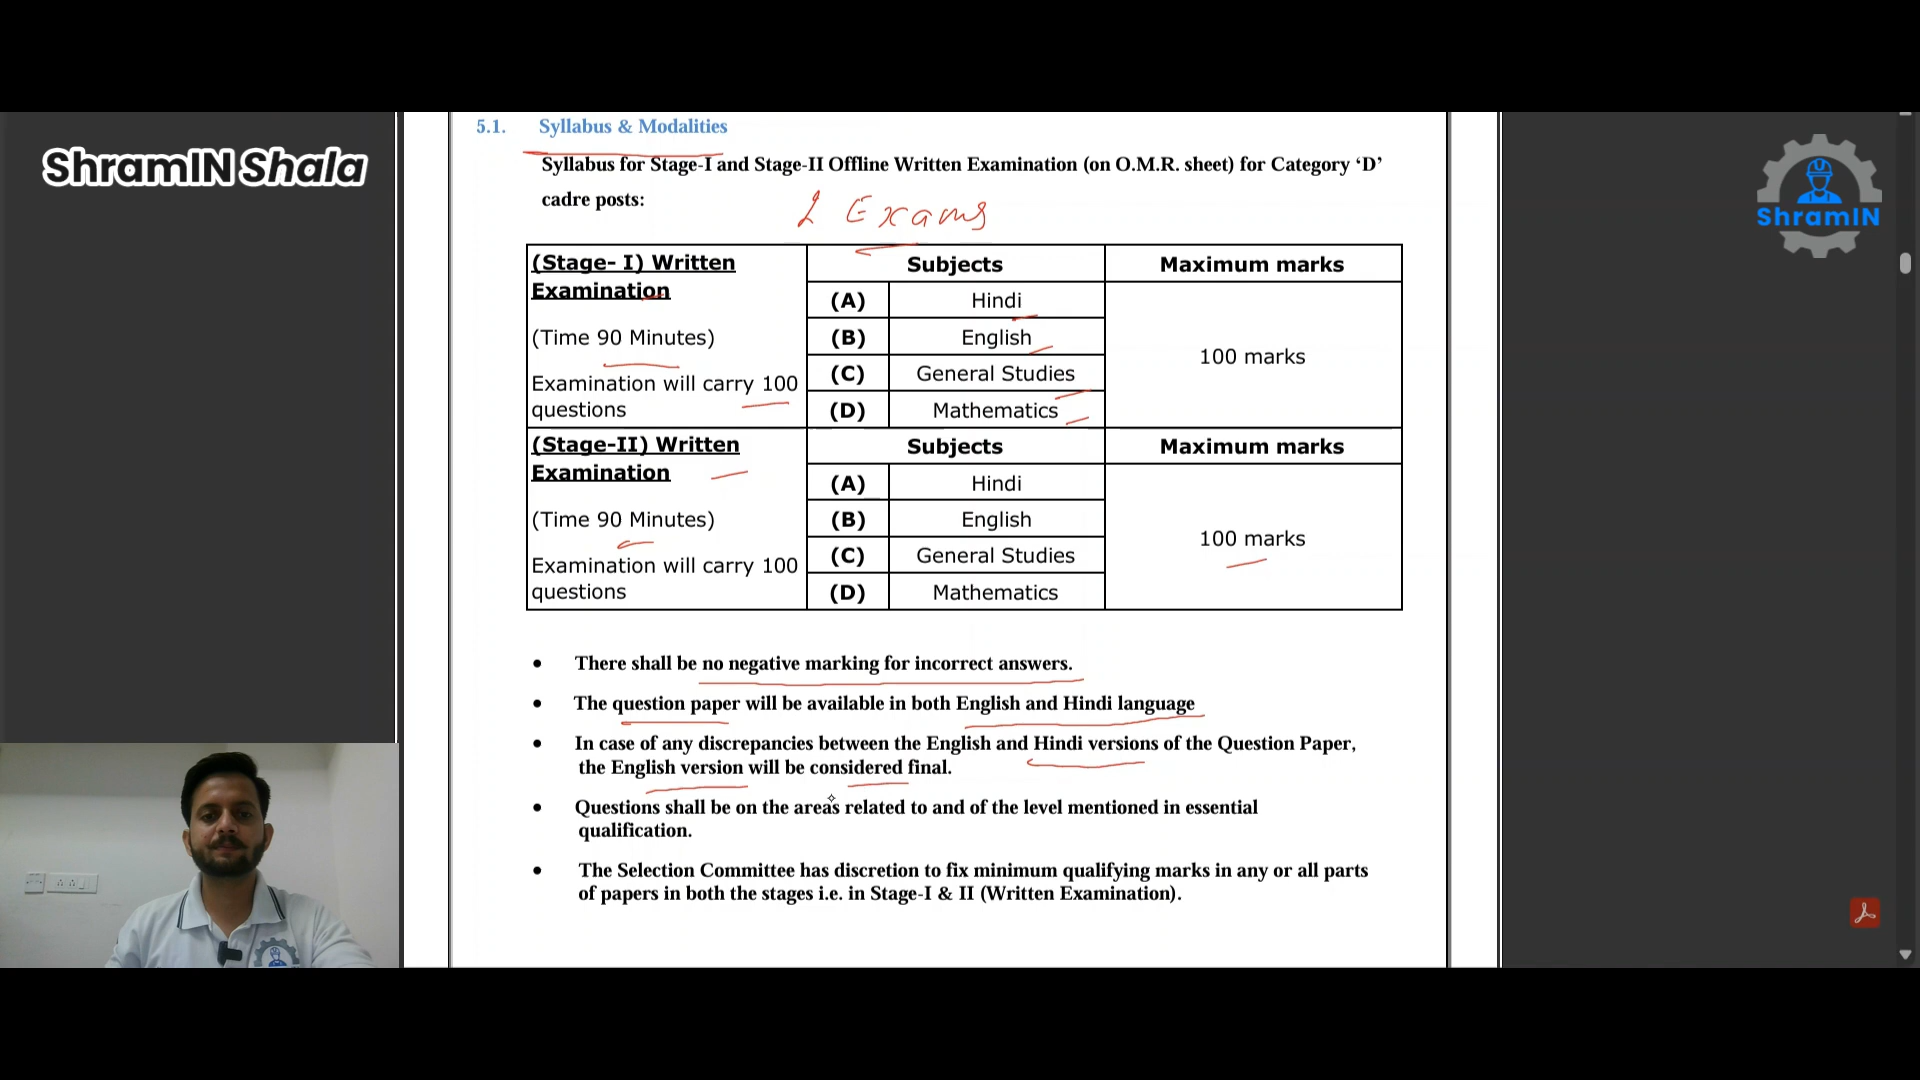 ShramIN Shala
5.1. Syllabus & Modalities
Syllabus for Stage-I and Stage-II Offline Written Examination (on O.M.R. sheet) for Category ‘D’
cadre posts:
2 Exams
(Stage- I) Written
Examination
(Time 90 Minutes)
Examination will carry 100
questions
Subjects
Maximum marks
(A) Hindi
(B) English
(C) General Studies
(D) Mathematics
100 marks
(Stage-II) Written
Examination
(Time 90 Minutes)
Examination will carry 100
questions
Subjects
Maximum marks
(A) Hindi
(B) English
(C) General Studies
(D) Mathematics
100 marks
• There shall be no negative marking for incorrect answers.
• The question paper will be available in both English and Hindi language
• In case of any discrepancies between the English and Hindi versions of the Question Paper,
the English version will be considered final.
• Questions shall be on the areas related to and of the level mentioned in essential
qualification.
• The Selection Committee has discretion to fix minimum qualifying marks in any or all parts
of papers in both the stages i.e. in Stage-I & II (Written Examination).
ShramIN